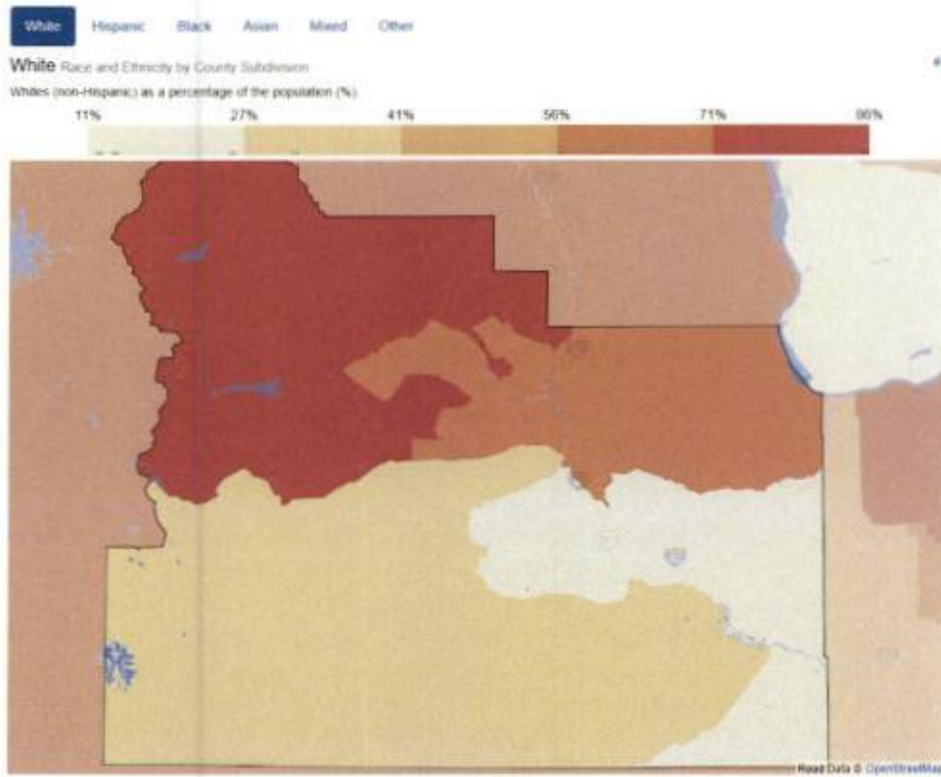 White Hispanic Black Asian Mixed Other
White Race and Ethnicity by County Subdivision
Whites (non-Hispanic) as a percentage of the population (%)
11% 27% 41% 56% 71% 86%
Road Data © OpenStreetMap